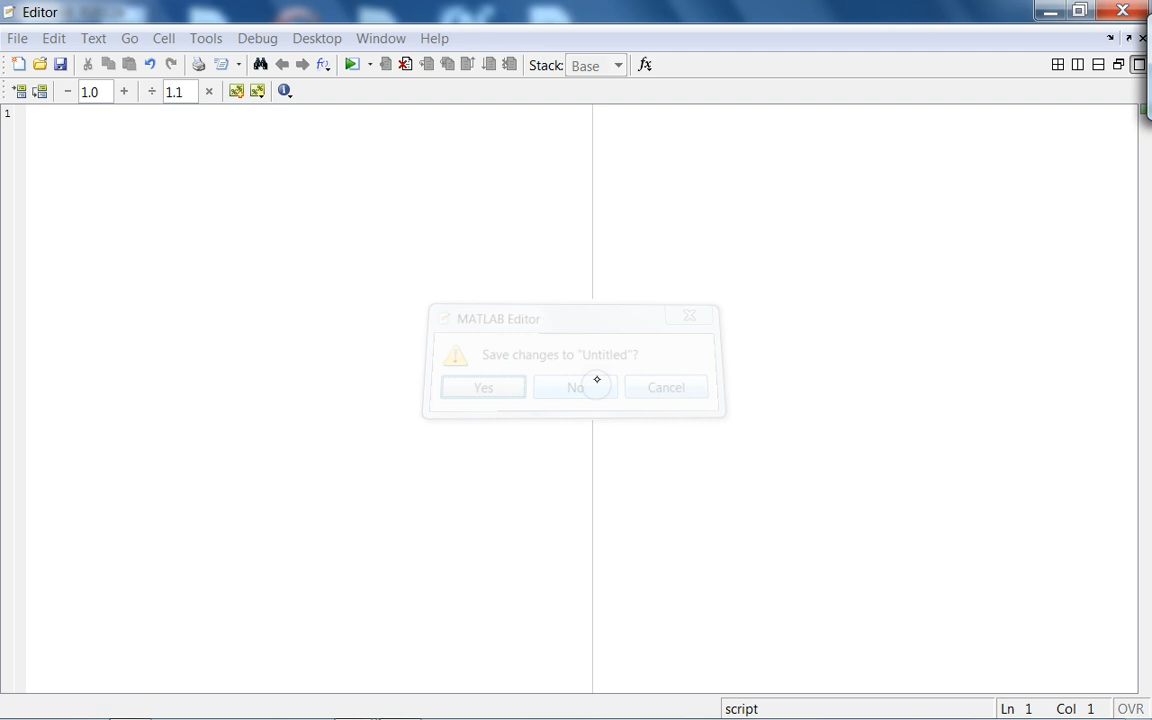 Editor
File Edit Text Go Cell Tools Debug Desktop Window Help
Stack: Base fx
− 1.0 + ÷ 1.1 ×
1
MATLAB Editor
Save changes to "Untitled"?
Yes No Cancel
script Ln 1 Col 1 OVR